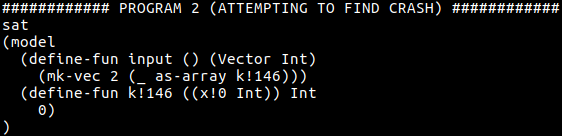 ############ PROGRAM 2 (ATTEMPTING TO FIND CRASH) ############
sat
(model
  (define-fun input () (Vector Int)
    (mk-vec 2 (_ as-array k!146)))
  (define-fun k!146 ((x!0 Int)) Int
    0)
)